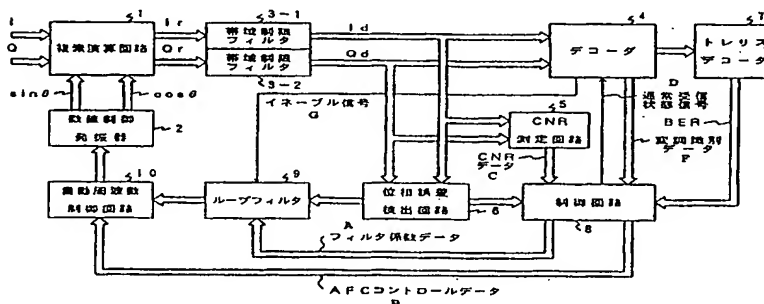 I
Q
1
複素演算回路
Ir
Qr
3-1
帯域制限
フィルタ
帯域制限
フィルタ
3-2
Id
Qd
4
デコーダ
7
トレリス
デコーダ
sinθ
cosθ
数値制御
発振器
2
イネーブル信号
G
5
CNR
測定回路
CNR
データ
C
D
通常受信
状態信号
BER
変調識別
データ
F
10
自動周波数
制御回路
9
ループフィルタ
位相誤差
検出回路
6
制御回路
8
A
フィルタ係数データ
AFCコントロールデータ
B